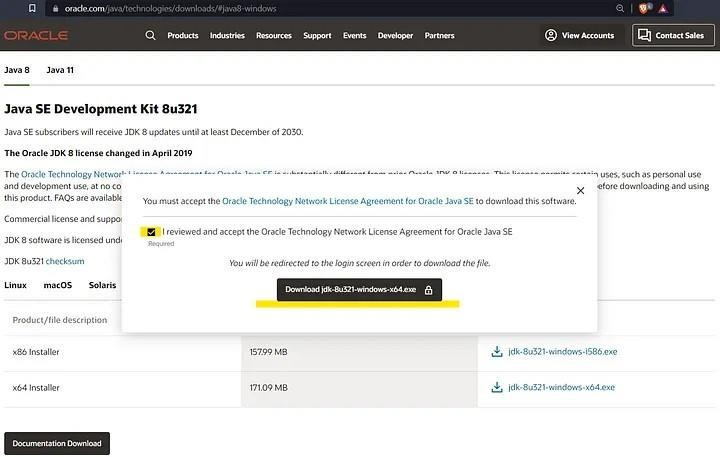 oracle.com/java/technologies/downloads/#java8-windows
ORACLE
Products Industries Resources Support Events Developer Partners
View Accounts
Contact Sales
Java 8 Java 11
Java SE Development Kit 8u321
Java SE subscribers will receive JDK 8 updates until at least December of 2030.
The Oracle JDK 8 license changed in April 2019
The Oracle Technology Network License Agreement for Oracle Java SE is substantially different from prior Oracle JDK 8 licenses. This license permits certain uses, such as personal use
and development use, at no co
before downloading and using
this product. FAQs are available
Commercial license and suppor
JDK 8 software is licensed unde
JDK 8u321 checksum
Linux macOS Solaris
You must accept the Oracle Technology Network License Agreement for Oracle Java SE to download this software.
I reviewed and accept the Oracle Technology Network License Agreement for Oracle Java SE
Required
You will be redirected to the login screen in order to download the file.
Download jdk-8u321-windows-x64.exe
Product/file description
x86 Installer 157.99 MB jdk-8u321-windows-i586.exe
x64 Installer 171.09 MB jdk-8u321-windows-x64.exe
Documentation Download